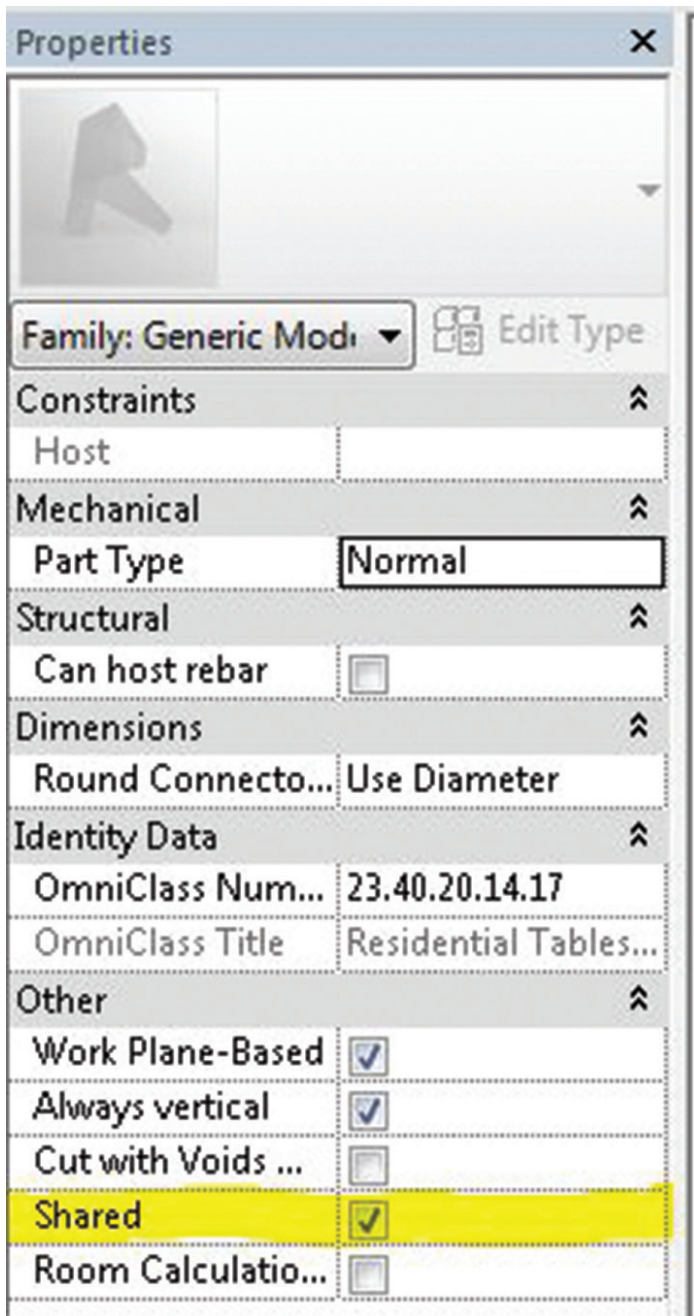 Properties
Family: Generic Mod
Edit Type
Constraints
Host
Mechanical
Part Type Normal
Structural
Can host rebar
Dimensions
Round Connecto... Use Diameter
Identity Data
OmniClass Num... 23.40.20.14.17
OmniClass Title Residential Tables...
Other
Work Plane-Based
Always vertical
Cut with Voids ...
Shared
Room Calculatio...